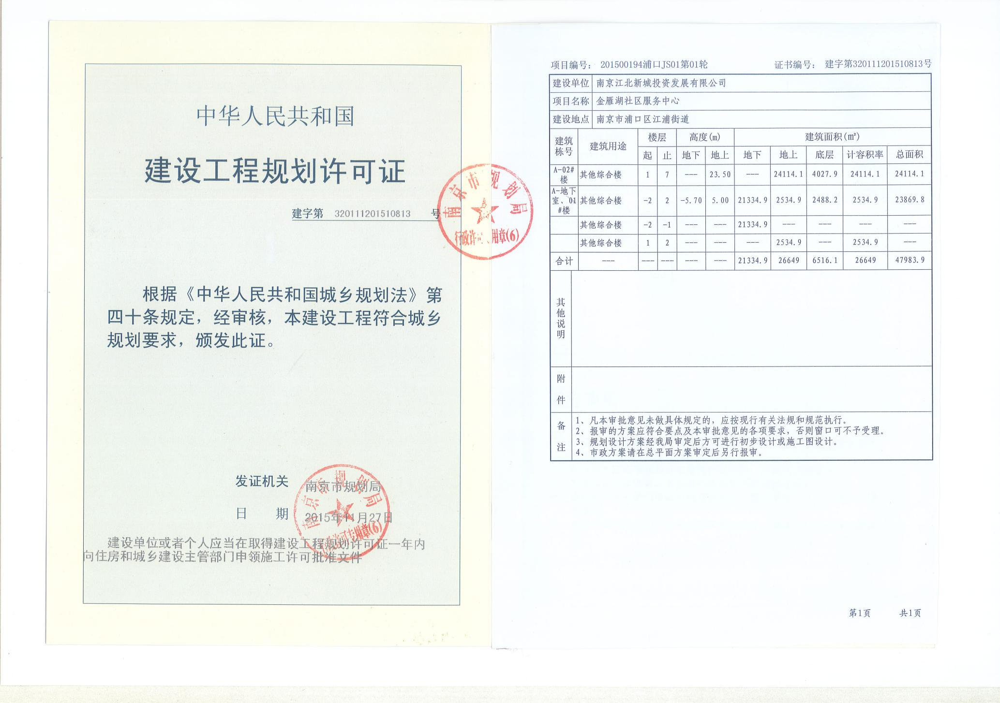 中华人民共和国
建设工程规划许可证
建字第 320111201510813 号
南京市规划局
行政许可专用章(6)
根据《中华人民共和国城乡规划法》第
四十条规定，经审核，本建设工程符合城乡
规划要求，颁发此证。
发证机关 南京市规划局
日 期 2015年11月27日
南京市规划局
行政许可专用章(6)
建设单位或者个人应当在取得建设工程规划许可证一年内
向住房和城乡建设主管部门申领施工许可批准文件
项目编号： 201500194浦口JS01第01轮 证书编号： 建字第320111201510813号
建设单位 南京江北新城投资发展有限公司
项目名称 金雁湖社区服务中心
建设地点 南京市浦口区江浦街道
建筑栋号 建筑用途 楼层 高度(m) 建筑面积(㎡)
起 止 地下 地上 地下 地上 底层 计容积率 总面积
A-02#楼 其他综合楼 1 7 --- 23.50 --- 24114.1 4027.9 24114.1 24114.1
A-地下室、01#楼 其他综合楼 -2 2 -5.70 5.00 21334.9 2534.9 2488.2 2534.9 23869.8
其他综合楼 -2 -1 --- --- 21334.9 --- --- --- ---
其他综合楼 1 2 --- --- --- 2534.9 --- 2534.9 ---
合计 --- --- --- --- --- 21334.9 26649 6516.1 26649 47983.9
其他说明
附件
备注
1、凡本审批意见未做具体规定的，应按现行有关法规和规范执行。
2、报审的方案应符合要点及本审批意见的各项要求，否则窗口可不予受理。
3、规划设计方案经我局审定后方可进行初步设计或施工图设计。
4、市政方案请在总平面方案审定后另行报审。
第1页 共1页